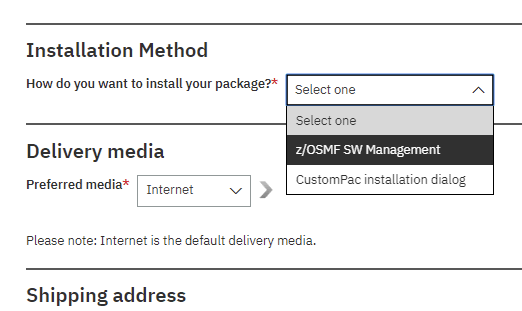 Installation Method
How do you want to install your package?* Select one
Select one
z/OSMF SW Management
CustomPac installation dialog
Delivery media
Preferred media* Internet
Please note: Internet is the default delivery media.
Shipping address